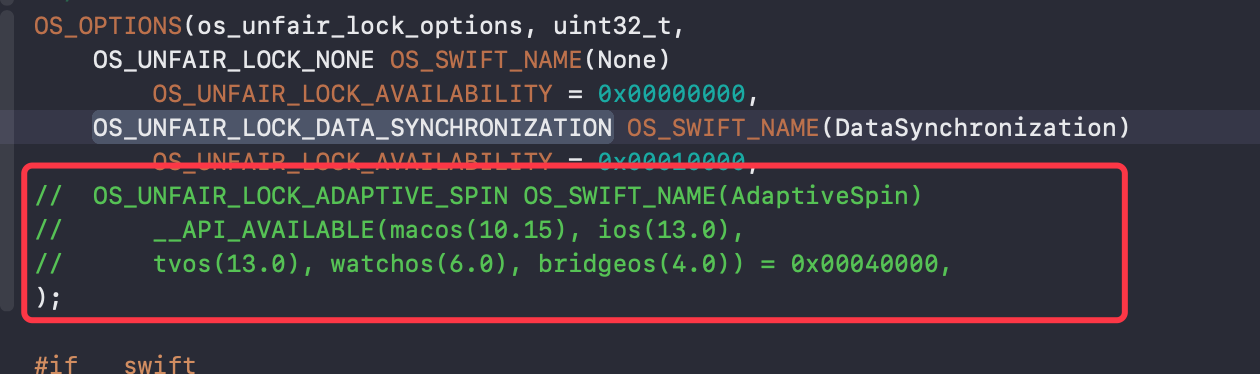 OS_OPTIONS(os_unfair_lock_options, uint32_t,
    OS_UNFAIR_LOCK_NONE OS_SWIFT_NAME(None)
        OS_UNFAIR_LOCK_AVAILABILITY = 0x00000000,
    OS_UNFAIR_LOCK_DATA_SYNCHRONIZATION OS_SWIFT_NAME(DataSynchronization)
        OS_UNFAIR_LOCK_AVAILABILITY = 0x00010000,
//  OS_UNFAIR_LOCK_ADAPTIVE_SPIN OS_SWIFT_NAME(AdaptiveSpin)
//      __API_AVAILABLE(macos(10.15), ios(13.0),
//      tvos(13.0), watchos(6.0), bridgeos(4.0)) = 0x00040000,
);
#if __swift__